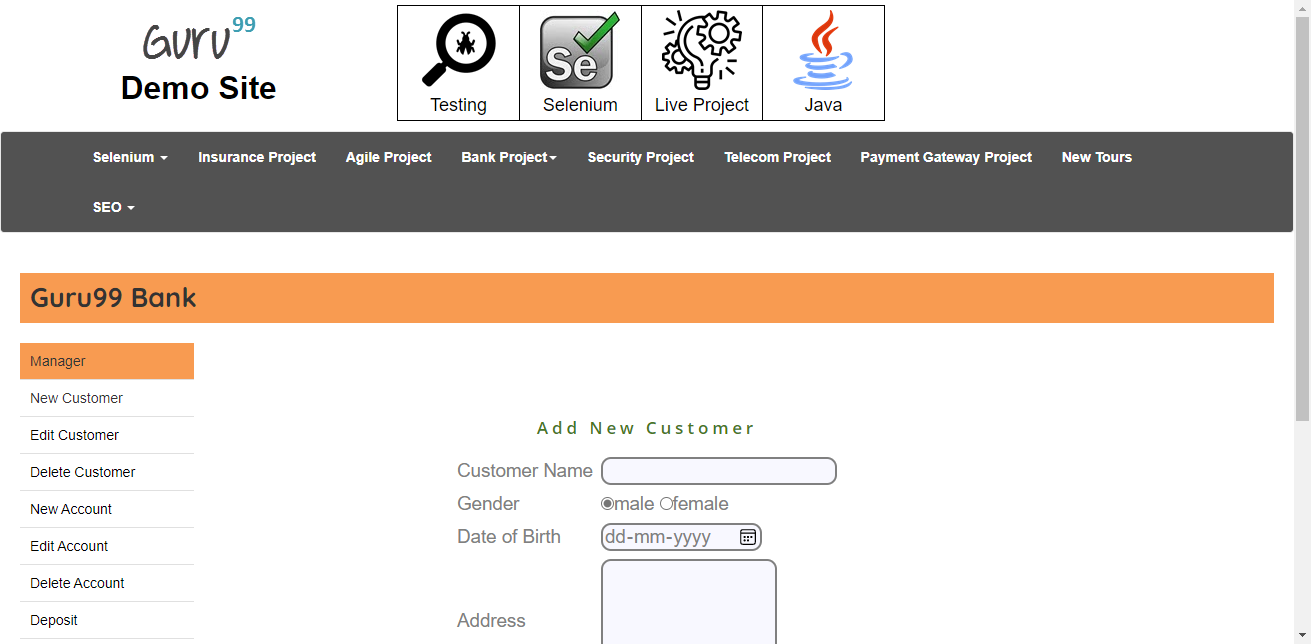 Guru99
Demo Site
Testing
Se
Selenium
Live Project
Java
Selenium Insurance Project Agile Project Bank Project Security Project Telecom Project Payment Gateway Project New Tours
SEO
Guru99 Bank
Manager
New Customer
Edit Customer
Delete Customer
New Account
Edit Account
Delete Account
Deposit
Add New Customer
Customer Name
Gender male female
Date of Birth dd-mm-yyyy
Address